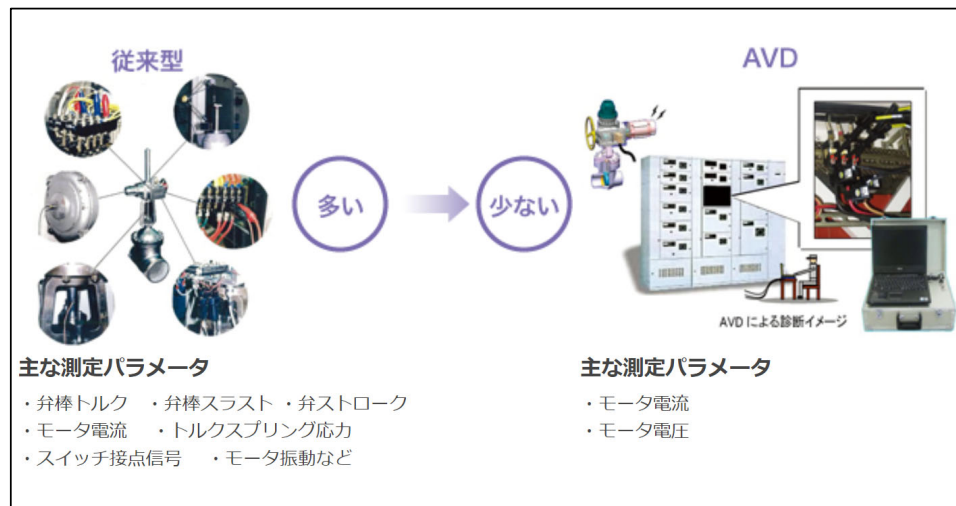 従来型
AVD
多い
少ない
AVDによる診断イメージ
主な測定パラメータ
・弁棒トルク ・弁棒スラスト ・弁ストローク
・モータ電流 ・トルクスプリング応力
・スイッチ接点信号 ・モータ振動など
主な測定パラメータ
・モータ電流
・モータ電圧